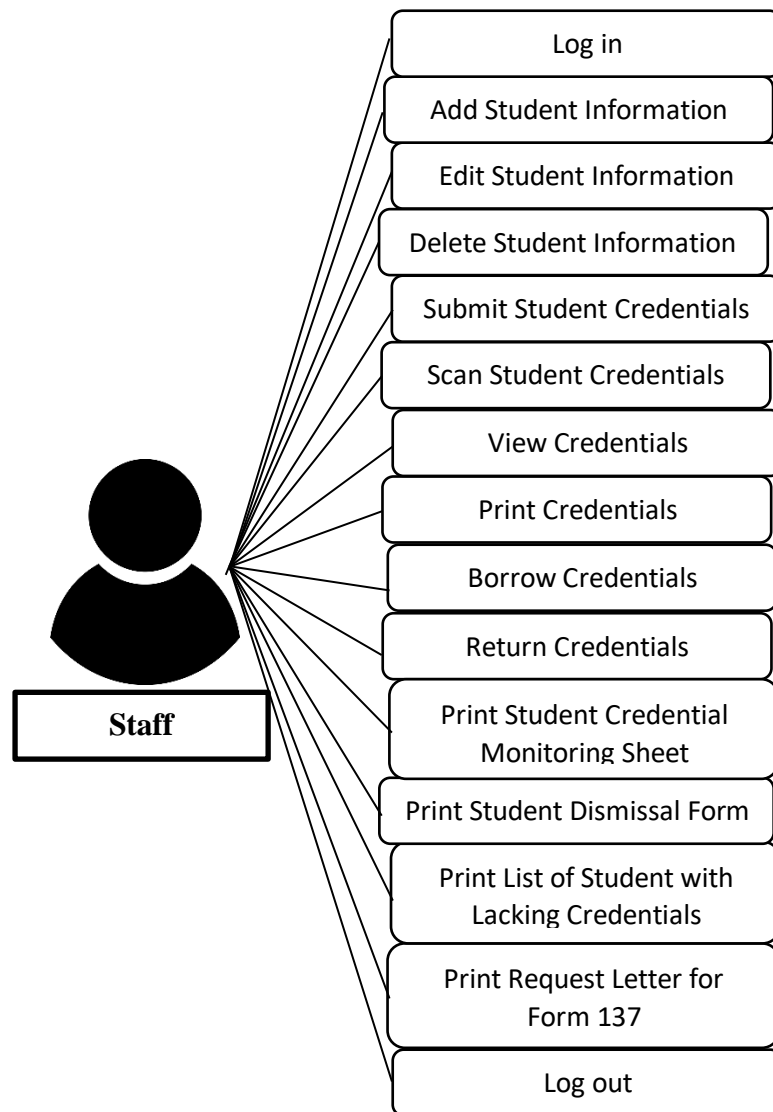 Log in
Add Student Information
Edit Student Information
Delete Student Information
Submit Student Credentials
Scan Student Credentials
View Credentials
Print Credentials
Borrow Credentials
Return Credentials
Staff
Print Student Credential
Monitoring Sheet
Print Student Dismissal Form
Print List of Student with
Lacking Credentials
Print Request Letter for
Form 137
Log out